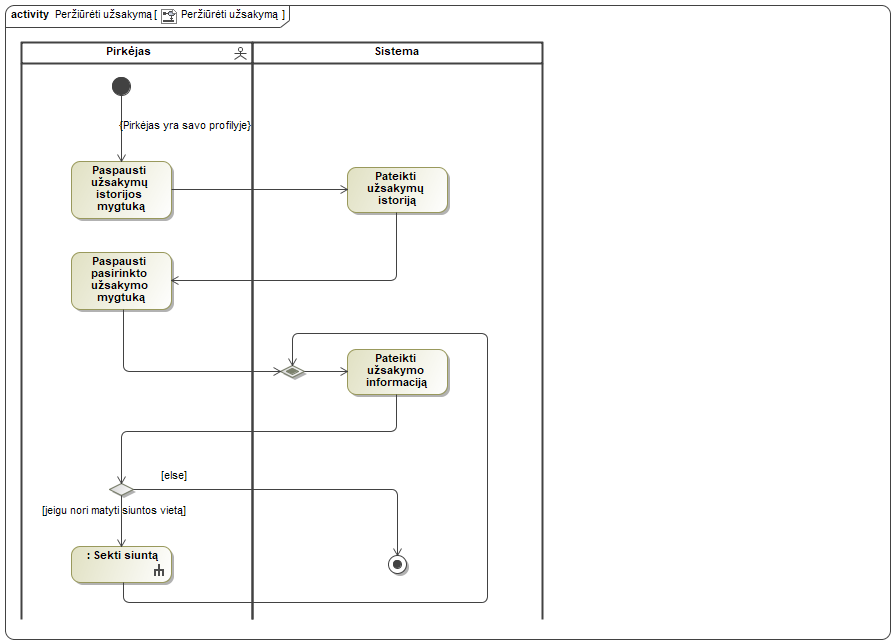 activity Peržiūrėti užsakymą [ Peržiūrėti užsakymą ]
Pirkėjas
Sistema
{Pirkėjas yra savo profilyje}
Paspausti
užsakymų
istorijos
mygtuką
Pateikti
užsakymų
istoriją
Paspausti
pasirinkto
užsakymo
mygtuką
Pateikti
užsakymo
informaciją
[else]
[jeigu nori matyti siuntos vietą]
: Sekti siuntą